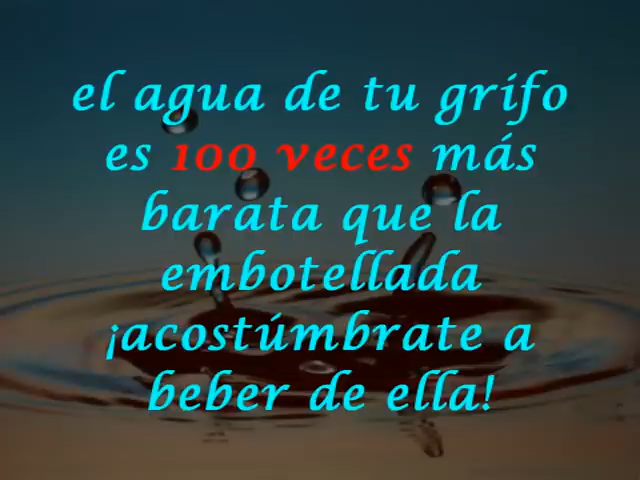 el agua de tu grifo
es 100 veces más
barata que la
embotellada
¡acostúmbrate a
beber de ella!